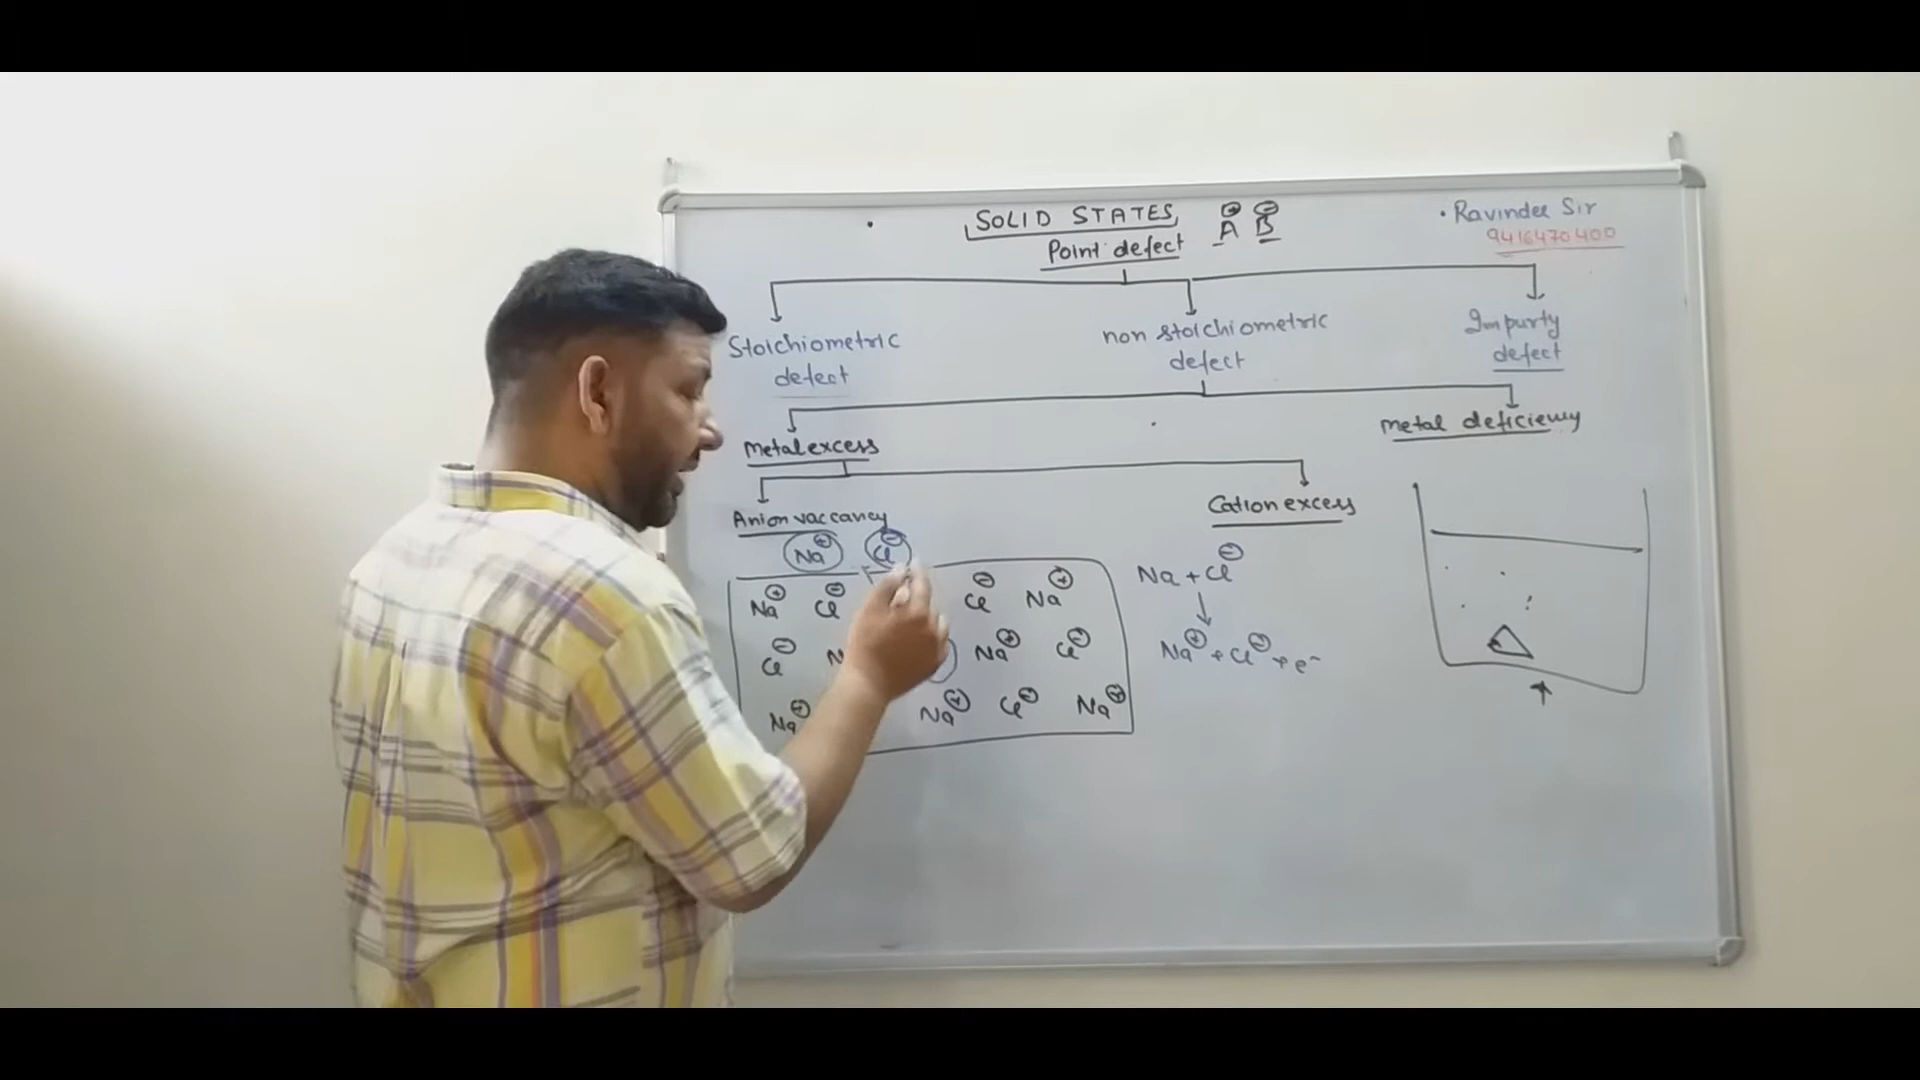 SOLID STATES
Point defect
A⊕ B⊖
• Ravinder Sir
9416470400
Stoichiometric
defect
non stoichiometric
defect
Impurty
defect
Metal excess
Metal deficiency
Anion vaccancy
Cation excess
Na⊕ Cl⊖
Na⊕ Cl⊖ Cl⊖ Na⊕
Cl⊖ Na⊕ Cl⊖
Na⊕ Na⊕ Cl⊖ Na⊕
Na + Cl⊖
↓
Na⊕ + Cl⊖ + e⁻